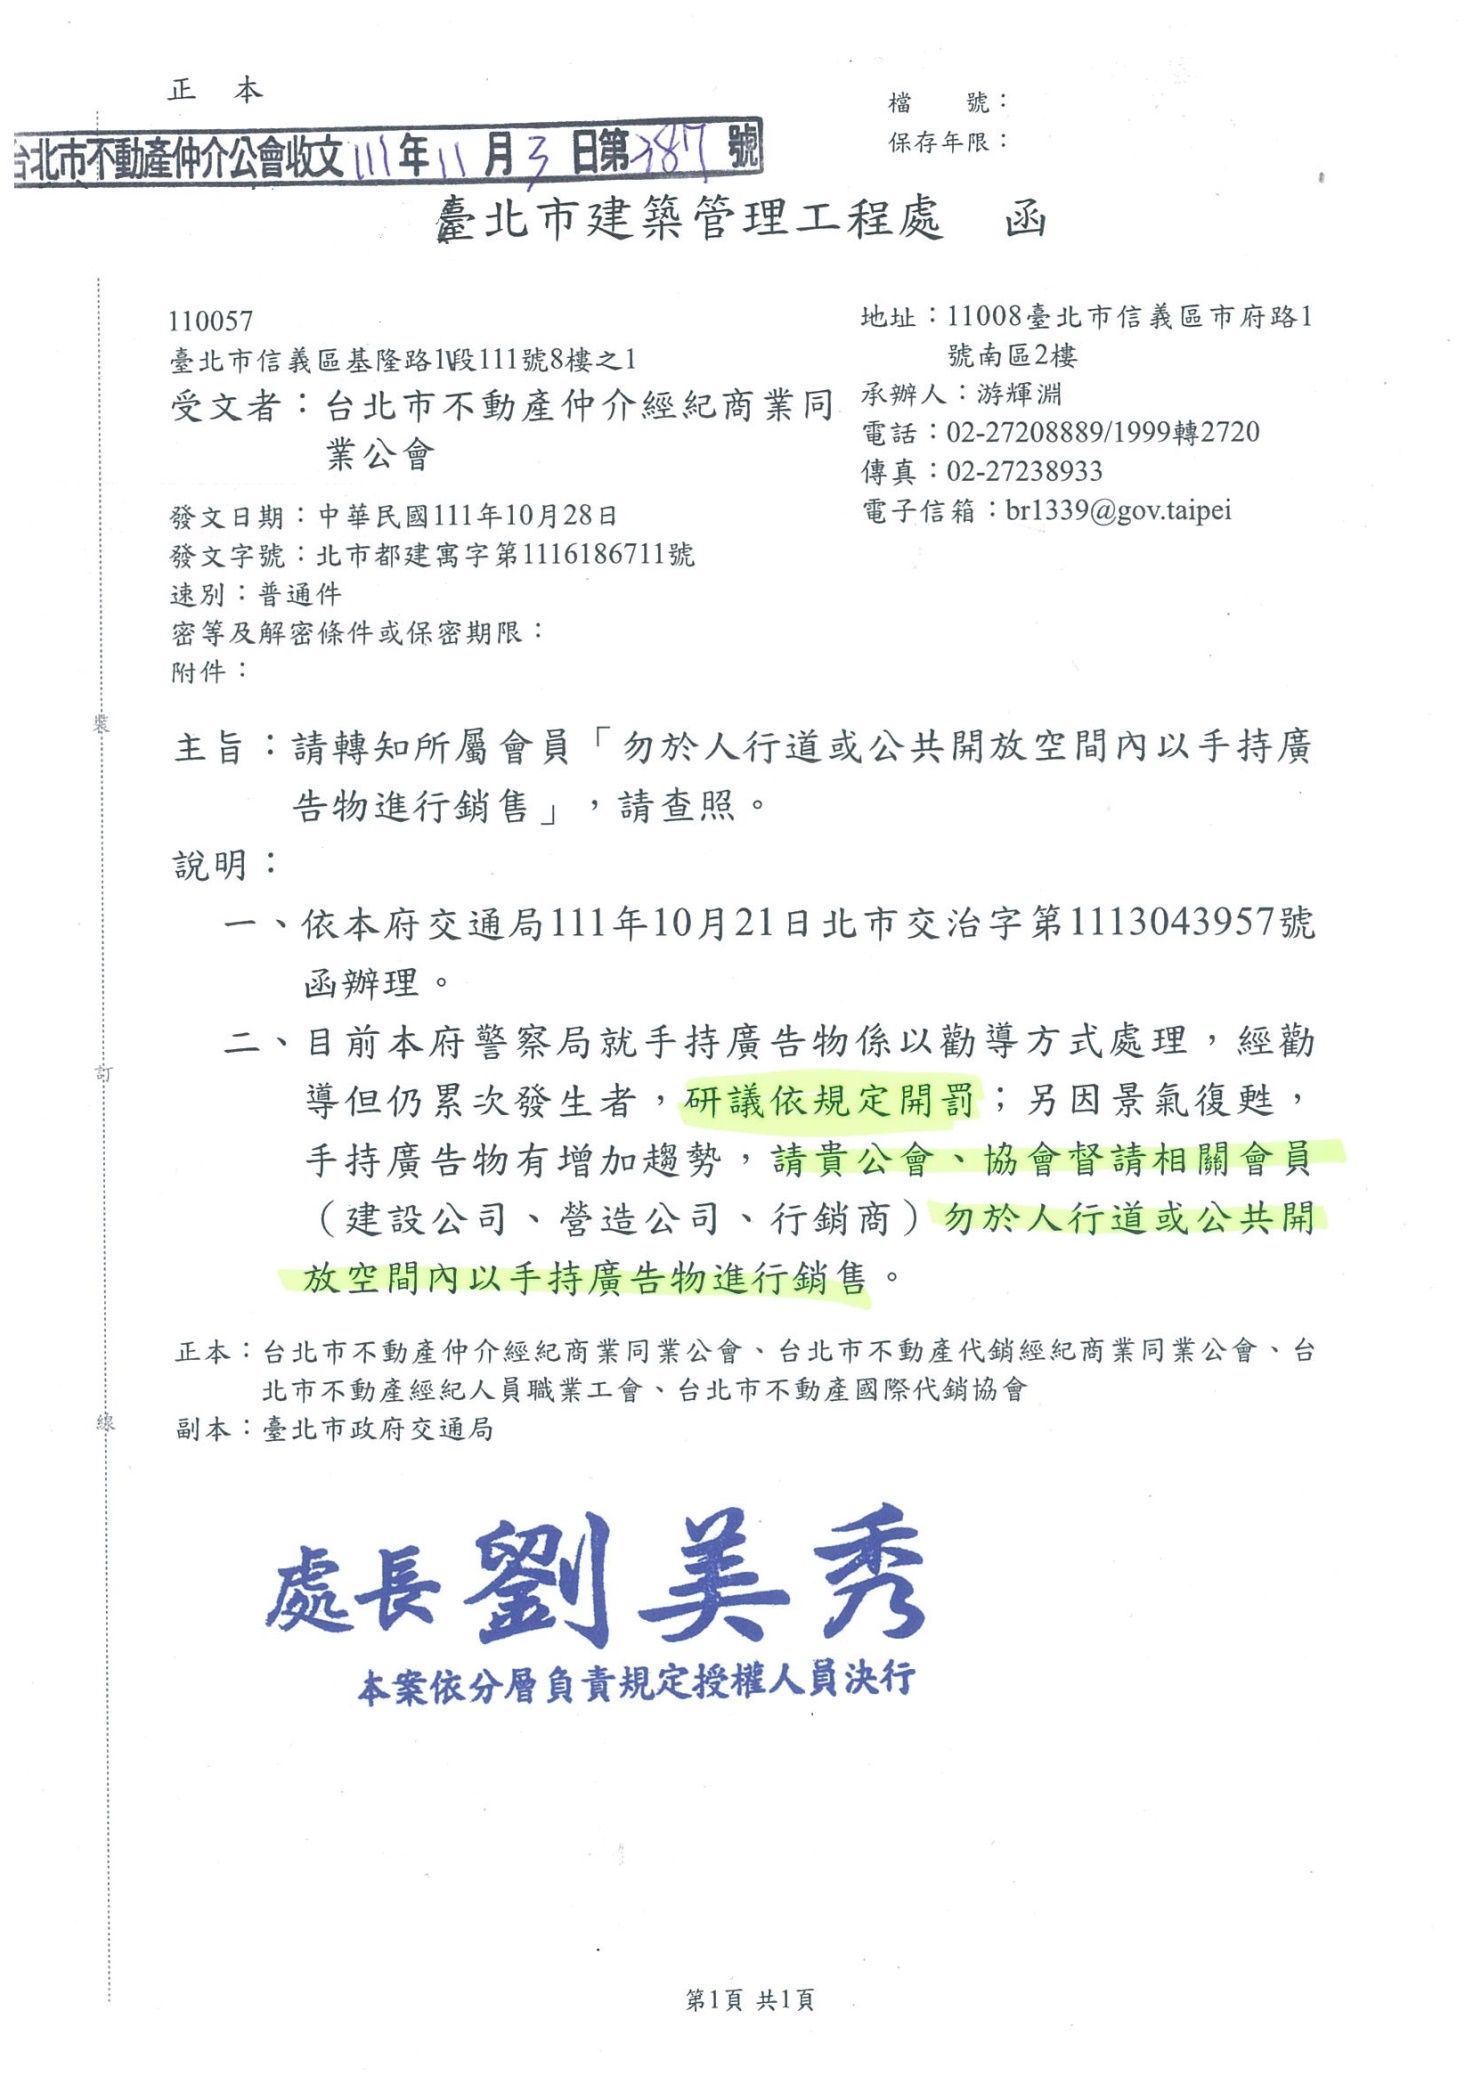 正本
檔　　號：
保存年限：
台北市不動產仲介公會收文111年11月3日第387號
臺北市建築管理工程處　函
110057
臺北市信義區基隆路1段111號8樓之1
受文者：台北市不動產仲介經紀商業同
業公會
地址：11008臺北市信義區市府路1
號南區2樓
承辦人：游輝淵
電話：02-27208889/1999轉2720
傳真：02-27238933
電子信箱：br1339@gov.taipei
發文日期：中華民國111年10月28日
發文字號：北市都建寓字第1116186711號
速別：普通件
密等及解密條件或保密期限：
附件：
主旨：請轉知所屬會員「勿於人行道或公共開放空間內以手持廣
告物進行銷售」，請查照。
說明：
一、依本府交通局111年10月21日北市交治字第1113043957號
函辦理。
二、目前本府警察局就手持廣告物係以勸導方式處理，經勸
導但仍累次發生者，研議依規定開罰；另因景氣復甦，
手持廣告物有增加趨勢，請貴公會、協會督請相關會員
（建設公司、營造公司、行銷商）勿於人行道或公共開
放空間內以手持廣告物進行銷售。
正本：台北市不動產仲介經紀商業同業公會、台北市不動產代銷經紀商業同業公會、台
北市不動產經紀人員職業工會、台北市不動產國際代銷協會
副本：臺北市政府交通局
裝
訂
線
處長劉美秀
本案依分層負責規定授權人員決行
第1頁 共1頁